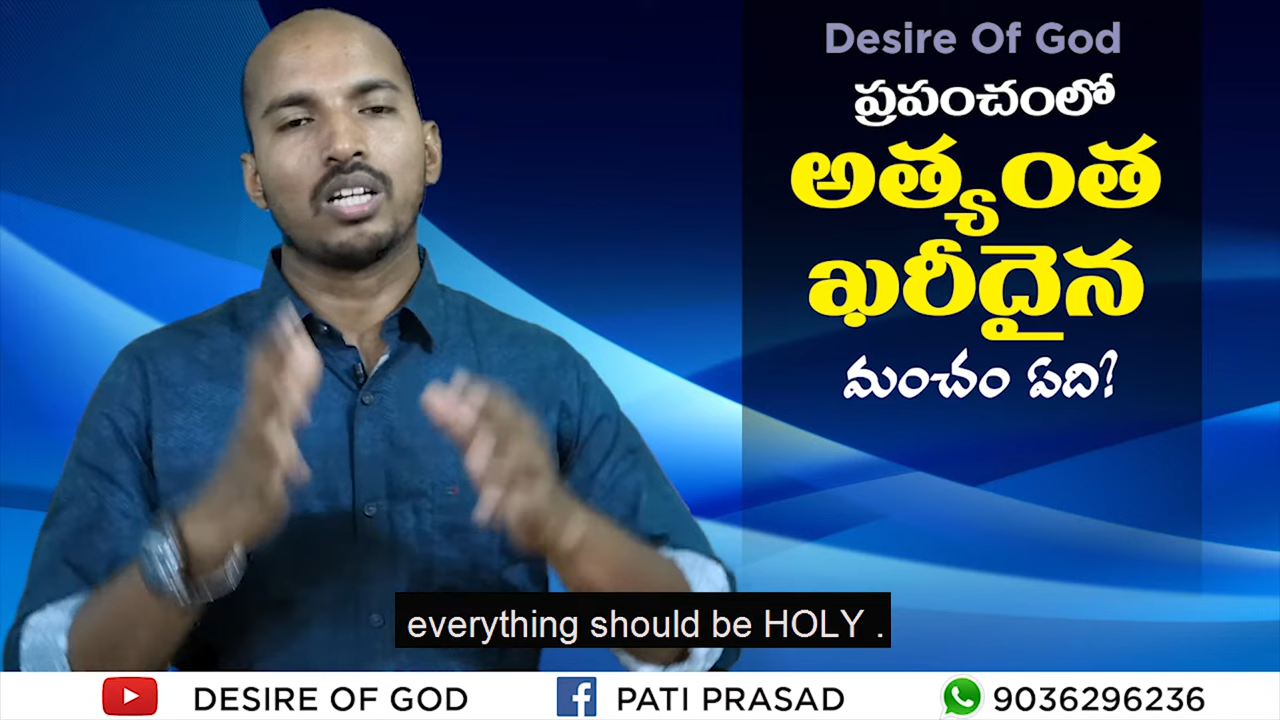 Desire Of God
ప్రపంచంలో
అత్యంత
ఖరీదైన
మంచం ఏది?
everything should be HOLY .
DESIRE OF GOD PATI PRASAD 9036296236